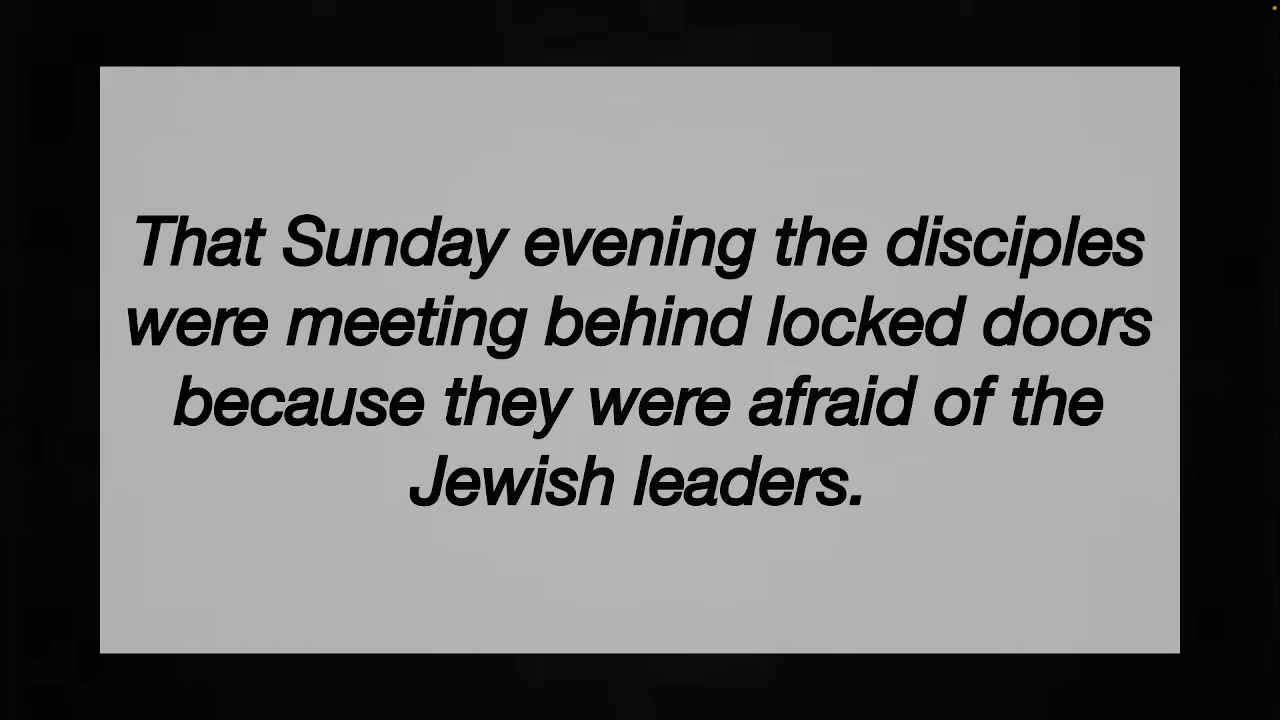 That Sunday evening the disciples
were meeting behind locked doors
because they were afraid of the
Jewish leaders.